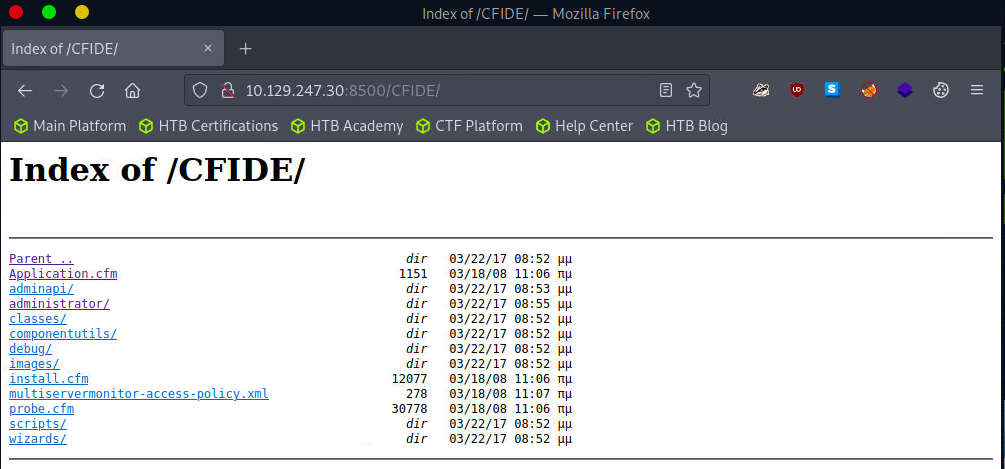 Index of /CFIDE/ — Mozilla Firefox
Index of /CFIDE/
10.129.247.30:8500/CFIDE/
Main Platform HTB Certifications HTB Academy CTF Platform Help Center HTB Blog
Index of /CFIDE/
Parent .. dir 03/22/17 08:52 μμ
Application.cfm 1151 03/18/08 11:06 πμ
adminapi/ dir 03/22/17 08:53 μμ
administrator/ dir 03/22/17 08:55 μμ
classes/ dir 03/22/17 08:52 μμ
componentutils/ dir 03/22/17 08:52 μμ
debug/ dir 03/22/17 08:52 μμ
images/ dir 03/22/17 08:52 μμ
install.cfm 12077 03/18/08 11:06 πμ
multiservermonitor-access-policy.xml 278 03/18/08 11:07 πμ
probe.cfm 30778 03/18/08 11:06 πμ
scripts/ dir 03/22/17 08:52 μμ
wizards/ dir 03/22/17 08:52 μμ